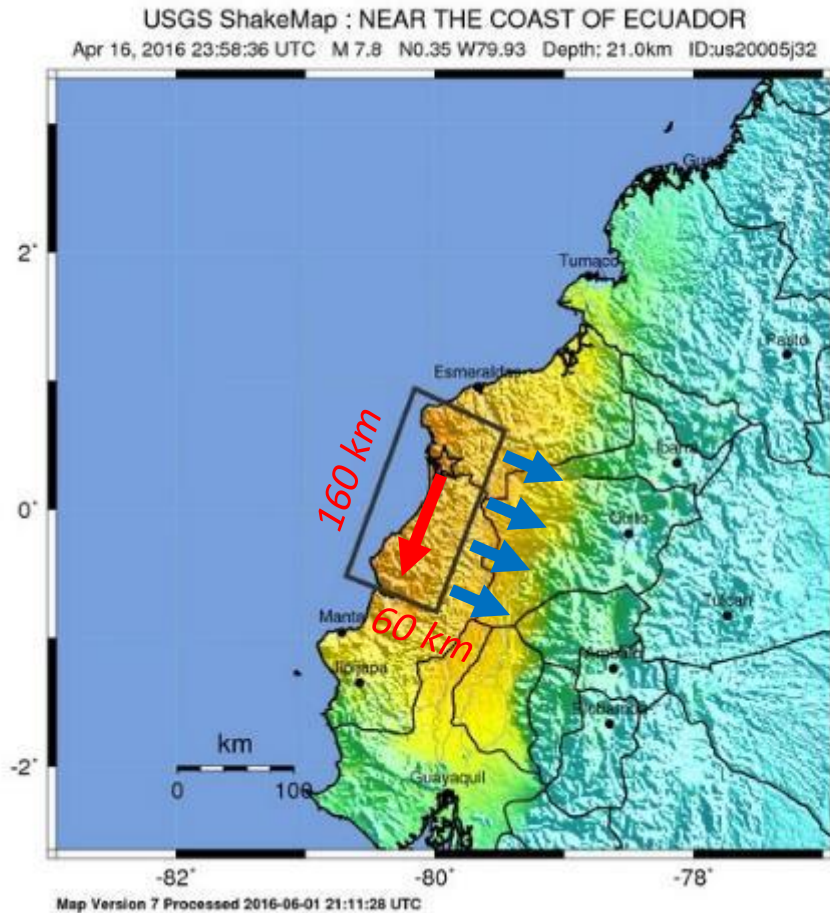 USGS ShakeMap : NEAR THE COAST OF ECUADOR
Apr 16, 2016 23:58:36 UTC M 7.8 N0.35 W79.93 Depth: 21.0km ID:us20005j32
2°
Tumaco
Pasto
Esmeraldas
160 km
Ibarra
0°
Quito
Tulcan
Manta
60 km
Jipijapa
Ambato
Riobamba
km
0
100
-2°
Guayaquil
-82°
-80°
-78°
Map Version 7 Processed 2016-06-01 21:11:28 UTC